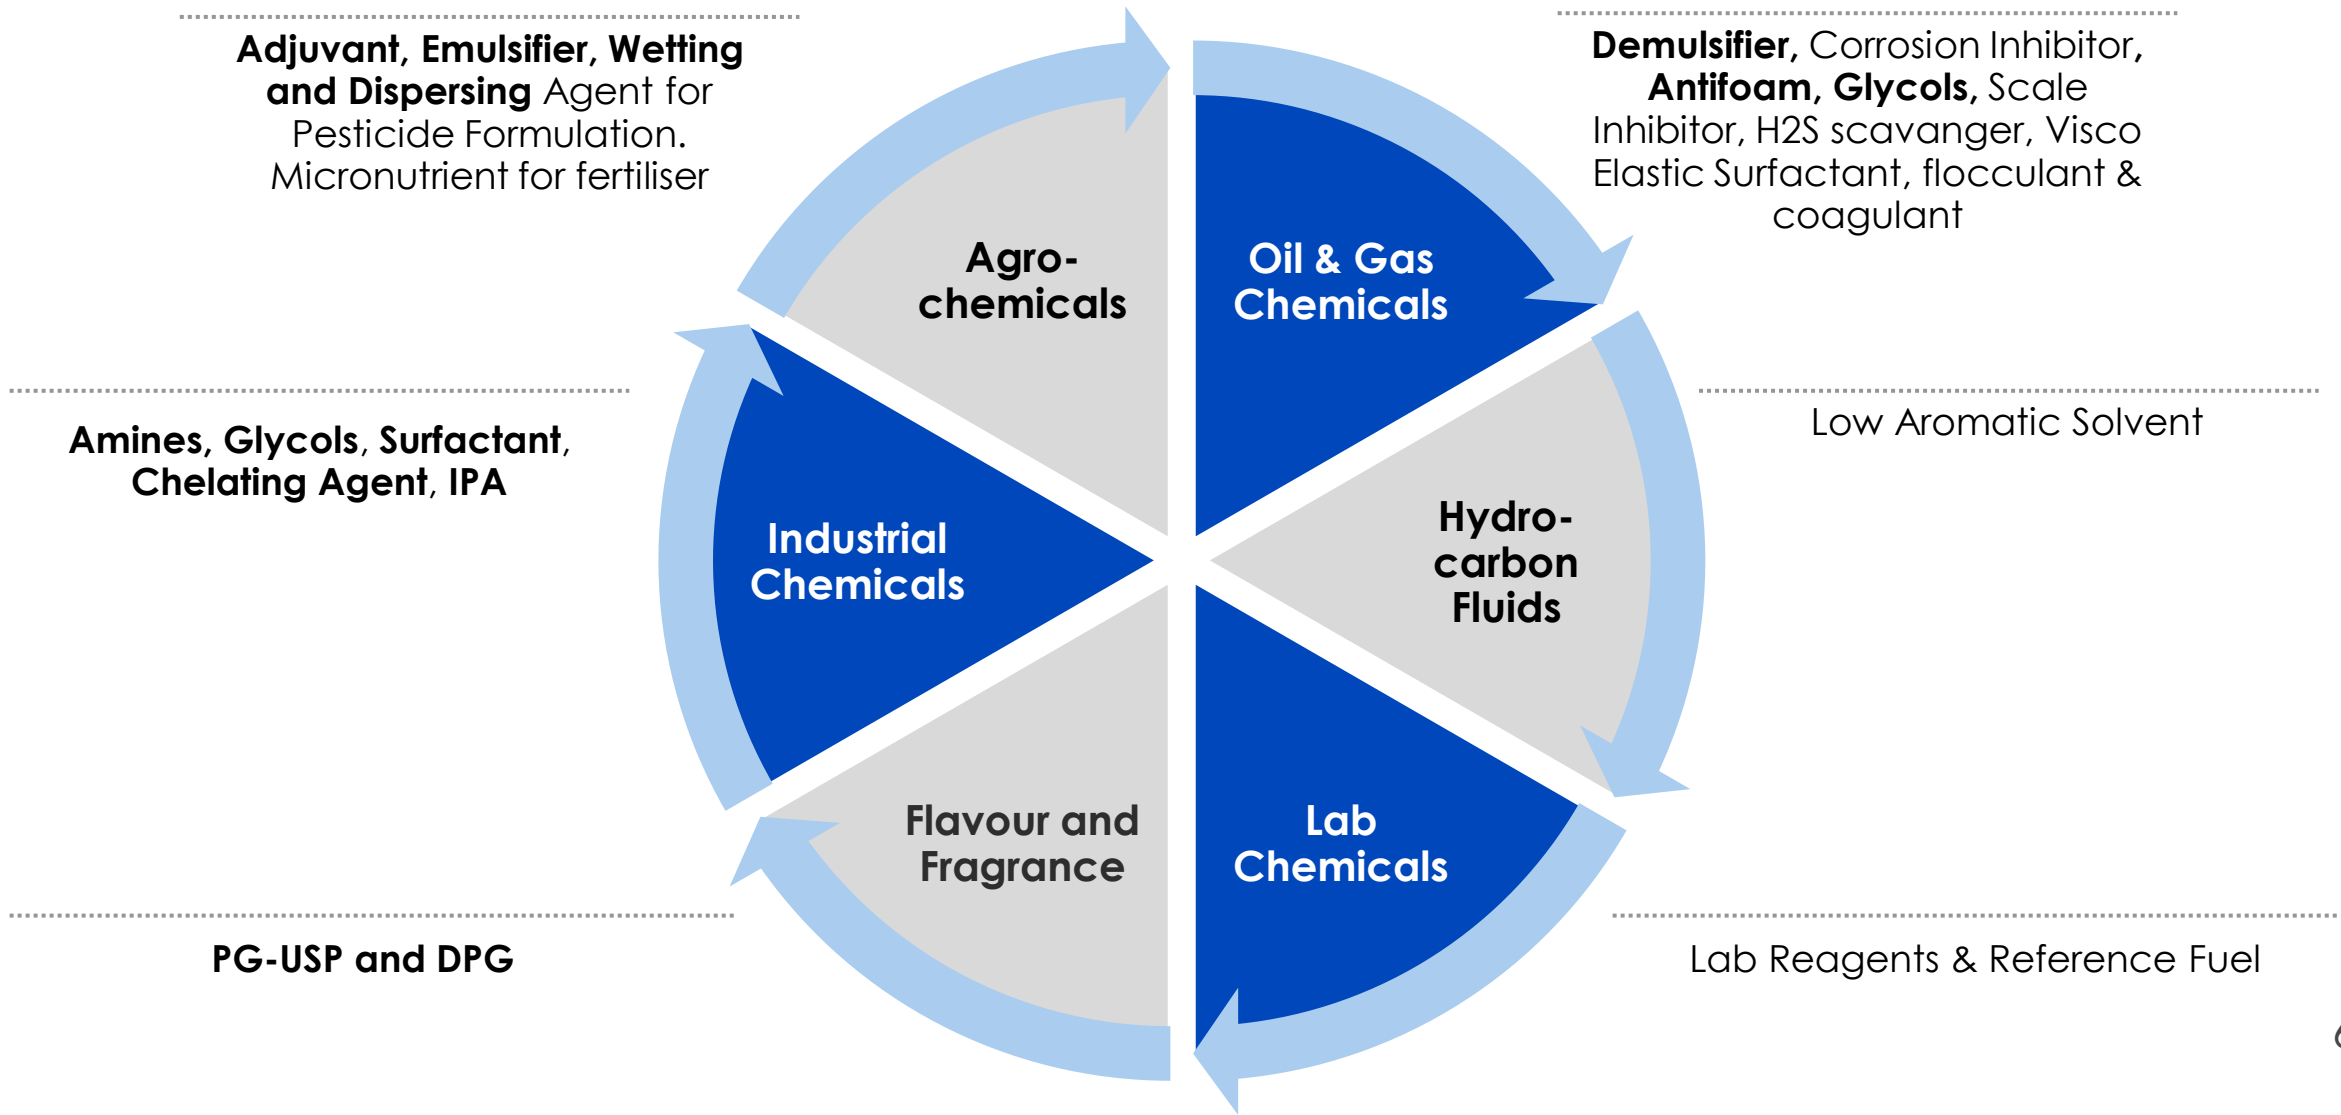 Adjuvant, Emulsifier, Wetting
and Dispersing Agent for
Pesticide Formulation.
Micronutrient for fertiliser
Demulsifier, Corrosion Inhibitor,
Antifoam, Glycols, Scale
Inhibitor, H2S scavanger, Visco
Elastic Surfactant, flocculant &
coagulant
Agro-
chemicals
Oil & Gas
Chemicals
Amines, Glycols, Surfactant,
Chelating Agent, IPA
Low Aromatic Solvent
Industrial
Chemicals
Hydro-
carbon
Fluids
Flavour and
Fragrance
Lab
Chemicals
PG-USP and DPG
Lab Reagents & Reference Fuel